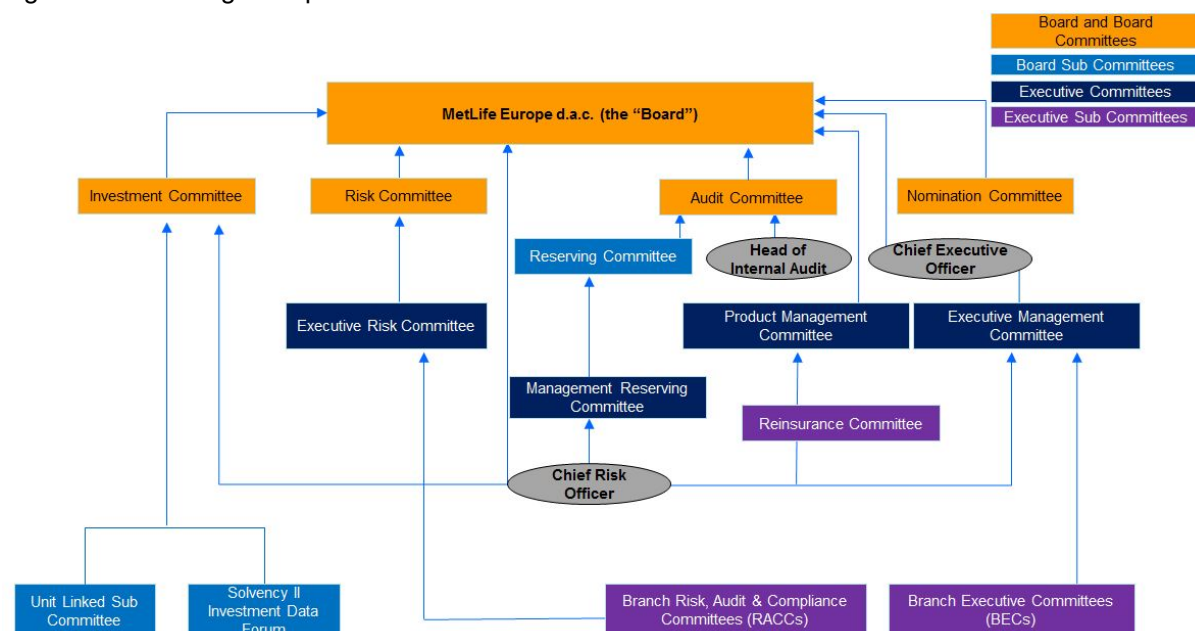 Board and Board
Committees
Board Sub Committees
Executive Committees
Executive Sub Committees
MetLife Europe d.a.c. (the “Board”)
Investment Committee
Risk Committee
Audit Committee
Nomination Committee
Reserving Committee
Head of
Internal Audit
Chief Executive
Officer
Executive Risk Committee
Product Management
Committee
Executive Management
Committee
Management Reserving
Committee
Reinsurance Committee
Chief Risk
Officer
Unit Linked Sub
Committee
Solvency II
Investment Data
Forum
Branch Risk, Audit & Compliance
Committees (RACCs)
Branch Executive Committees
(BECs)